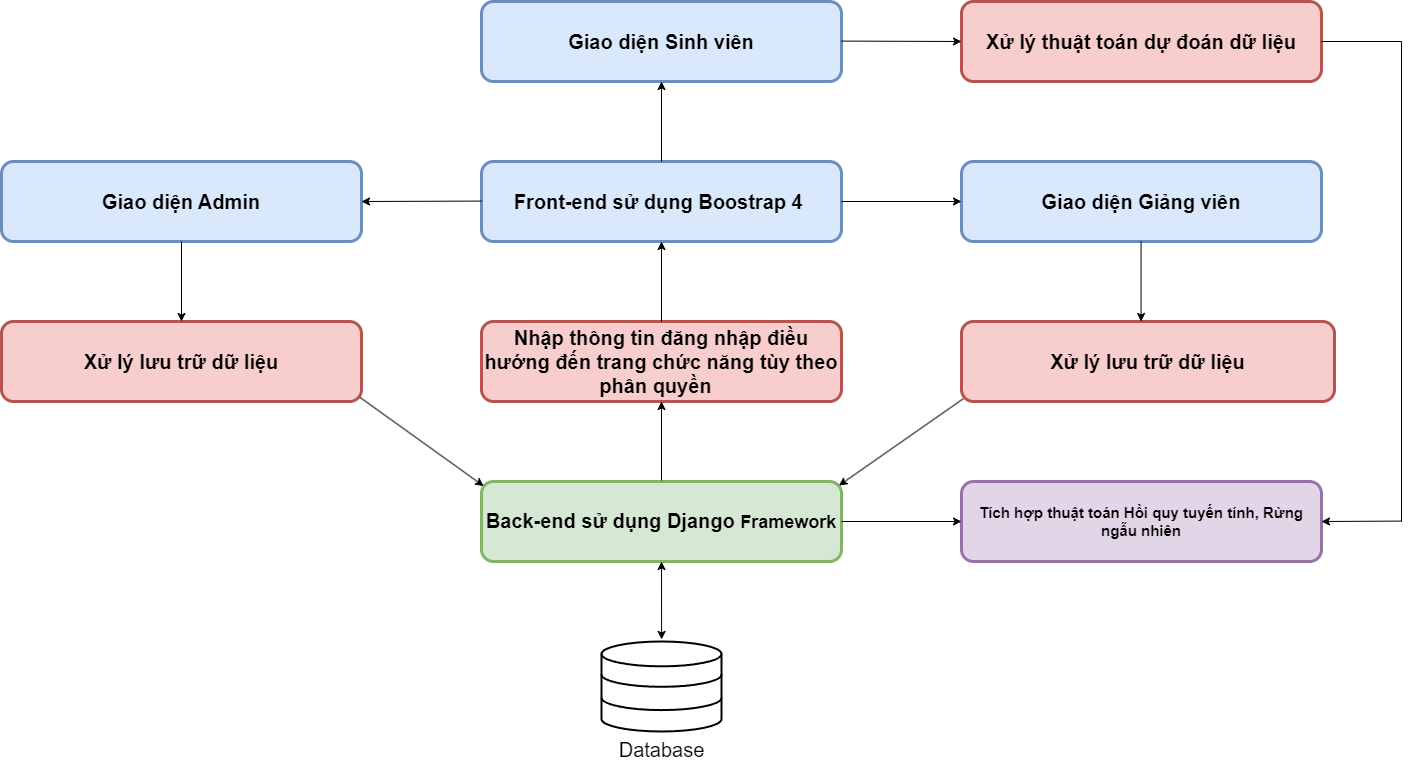 Giao diện Sinh viên
Xử lý thuật toán dự đoán dữ liệu
Giao diện Admin
Front-end sử dụng Boostrap 4
Giao diện Giảng viên
Xử lý lưu trữ dữ liệu
Nhập thông tin đăng nhập điều
hướng đến trang chức năng tùy theo
phân quyền
Xử lý lưu trữ dữ liệu
Back-end sử dụng Django Framework
Tích hợp thuật toán Hồi quy tuyến tính, Rừng
ngẫu nhiên
Database